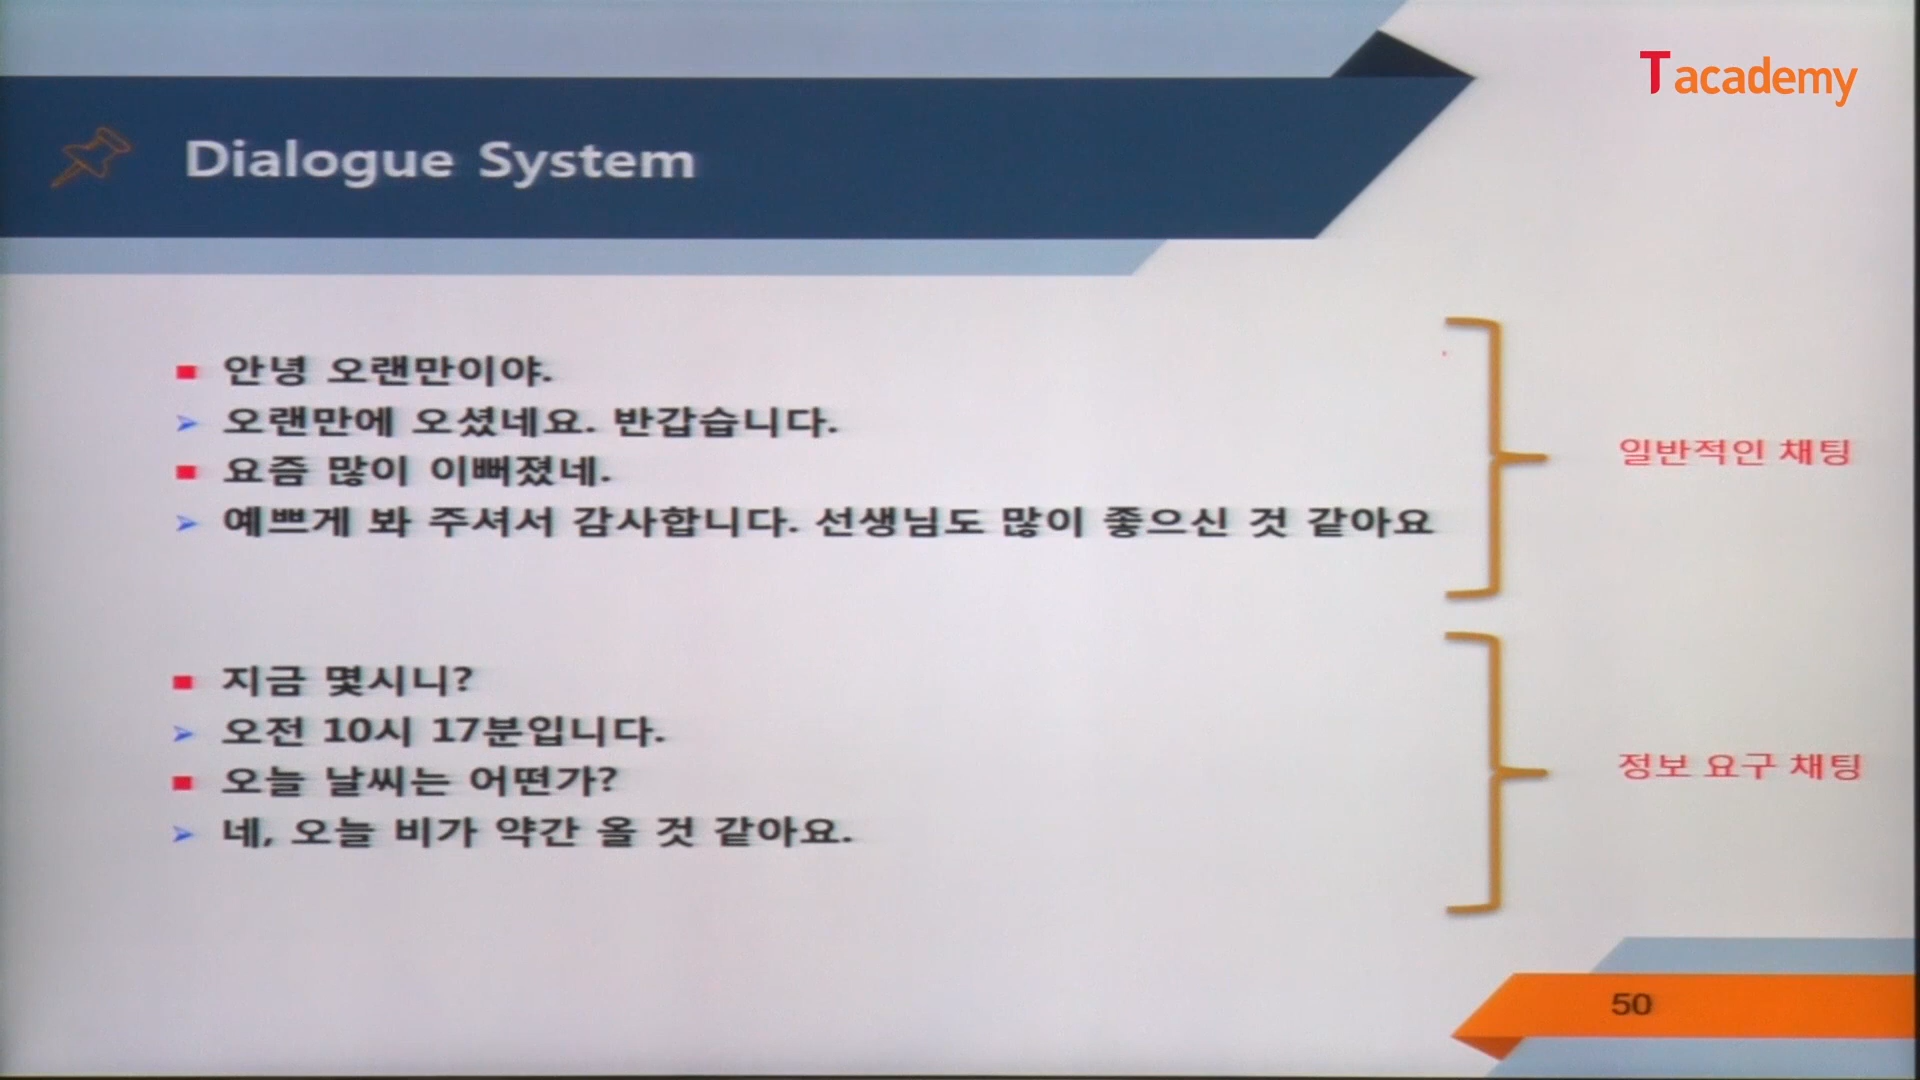 T academy
Dialogue System
안녕 오랜만이야.
오랜만에 오셨네요. 반갑습니다.
요즘 많이 이뻐졌네.
예쁘게 봐 주셔서 감사합니다. 선생님도 많이 좋으신 것 같아요
일반적인 채팅
지금 몇시니?
오전 10시 17분입니다.
오늘 날씨는 어떤가?
네, 오늘 비가 약간 올 것 같아요.
정보 요구 채팅
50